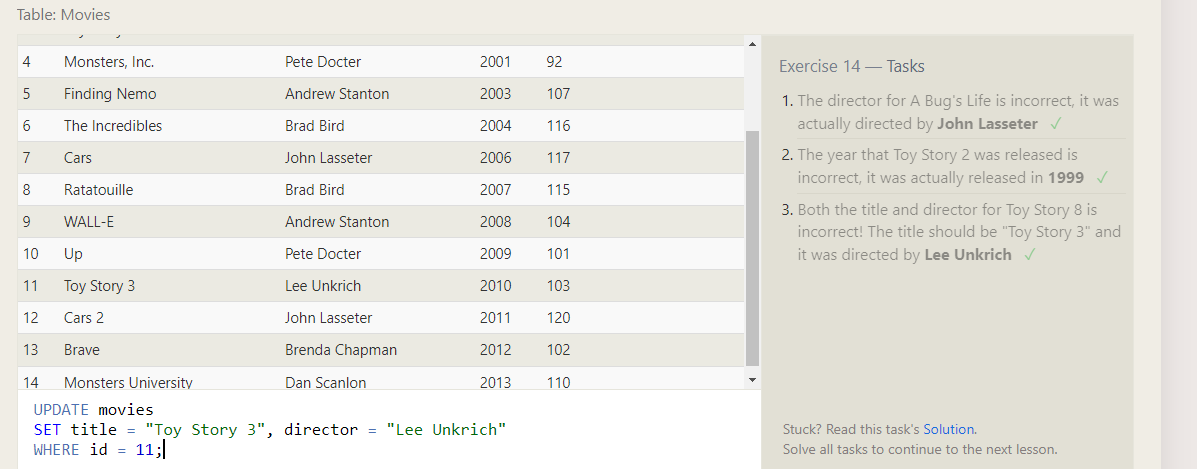 Table: Movies
4 Monsters, Inc. Pete Docter 2001 92
5 Finding Nemo Andrew Stanton 2003 107
6 The Incredibles Brad Bird 2004 116
7 Cars John Lasseter 2006 117
8 Ratatouille Brad Bird 2007 115
9 WALL-E Andrew Stanton 2008 104
10 Up Pete Docter 2009 101
11 Toy Story 3 Lee Unkrich 2010 103
12 Cars 2 John Lasseter 2011 120
13 Brave Brenda Chapman 2012 102
14 Monsters University Dan Scanlon 2013 110
UPDATE movies
SET title = "Toy Story 3", director = "Lee Unkrich"
WHERE id = 11;
Exercise 14 — Tasks
1. The director for A Bug's Life is incorrect, it was
actually directed by John Lasseter ✓
2. The year that Toy Story 2 was released is
incorrect, it was actually released in 1999 ✓
3. Both the title and director for Toy Story 8 is
incorrect! The title should be "Toy Story 3" and
it was directed by Lee Unkrich ✓
Stuck? Read this task's Solution.
Solve all tasks to continue to the next lesson.